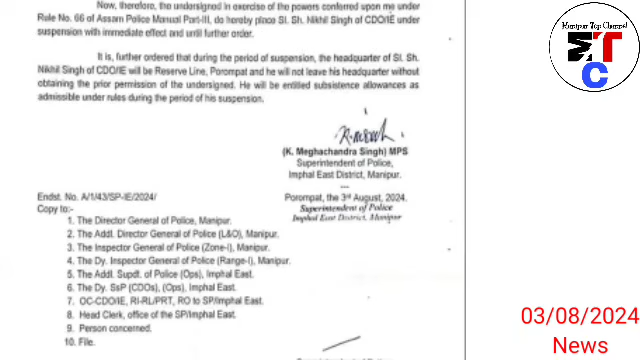 Now, therefore, the undersigned in exercise of the powers conferred upon me under
Rule No. 66 of Assam Police Manual Part-III, do hereby place SI. Sh. Nikhil Singh of CDO/IE under
suspension with immediate effect and until further order.
It is, further ordered that during the period of suspension, the headquarter of SI. Sh.
Nikhil Singh of CDO/IE will be Reserve Line, Porompat and he will not leave his headquarter without
obtaining the prior permission of the undersigned. He will be entitled subsistence allowances as
admissible under rules during the period of his suspension.
(K. Meghachandra Singh) MPS
Superintendent of Police,
Imphal East District, Manipur.
---
Endst. No. A/1/43/SP-IE/2024/
Porompat, the 3rd August, 2024.
Copy to:-
Superintendent of Police
Imphal East District, Manipur
1. The Director General of Police, Manipur.
2. The Addl. Director General of Police (L&O), Manipur.
3. The Inspector General of Police (Zone-I), Manipur.
4. The Dy. Inspector General of Police (Range-I), Manipur.
5. The Addl. Supdt. of Police (Ops), Imphal East.
6. The Dy. SsP (CDOs), (Ops), Imphal East.
7. OC-CDO/IE, RI-RL/PRT, RO to SP/Imphal East.
8. Head Clerk, office of the SP/Imphal East.
9. Person concerned.
10. File.
Manipur Top Channel
MTC
03/08/2024
News